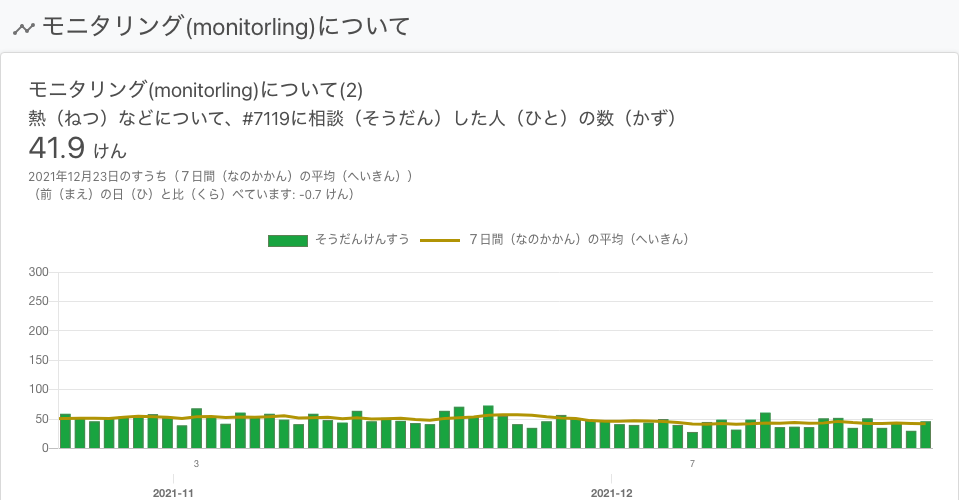 モニタリング(monitorling)について
モニタリング(monitorling)について(2)
熱（ねつ）などについて、#7119に相談（そうだん）した人（ひと）の数（かず）
41.9 けん
2021年12月23日のすうち（７日間（なのかかん）の平均（へいきん））
（前（まえ）の日（ひ）と比（くら）べています: -0.7 けん）
そうだんけんすう ７日間（なのかかん）の平均（へいきん）
300
250
200
150
100
50
0
3 7
2021-11 2021-12